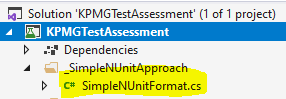 Solution 'KPMGTestAssessment' (1 of 1 project)
KPMGTestAssessment
Dependencies
_SimpleNUnitApproach
C# SimpleNUnitFormat.cs